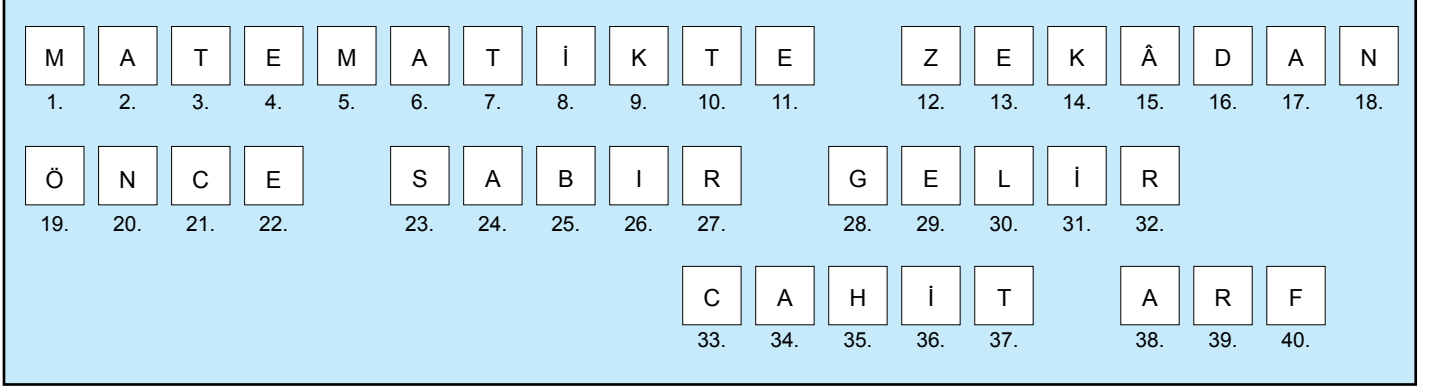 M A T E M A T İ K T E Z E K Â D A N
1. 2. 3. 4. 5. 6. 7. 8. 9. 10. 11. 12. 13. 14. 15. 16. 17. 18.
Ö N C E S A B I R G E L İ R
19. 20. 21. 22. 23. 24. 25. 26. 27. 28. 29. 30. 31. 32.
C A H İ T A R F
33. 34. 35. 36. 37. 38. 39. 40.